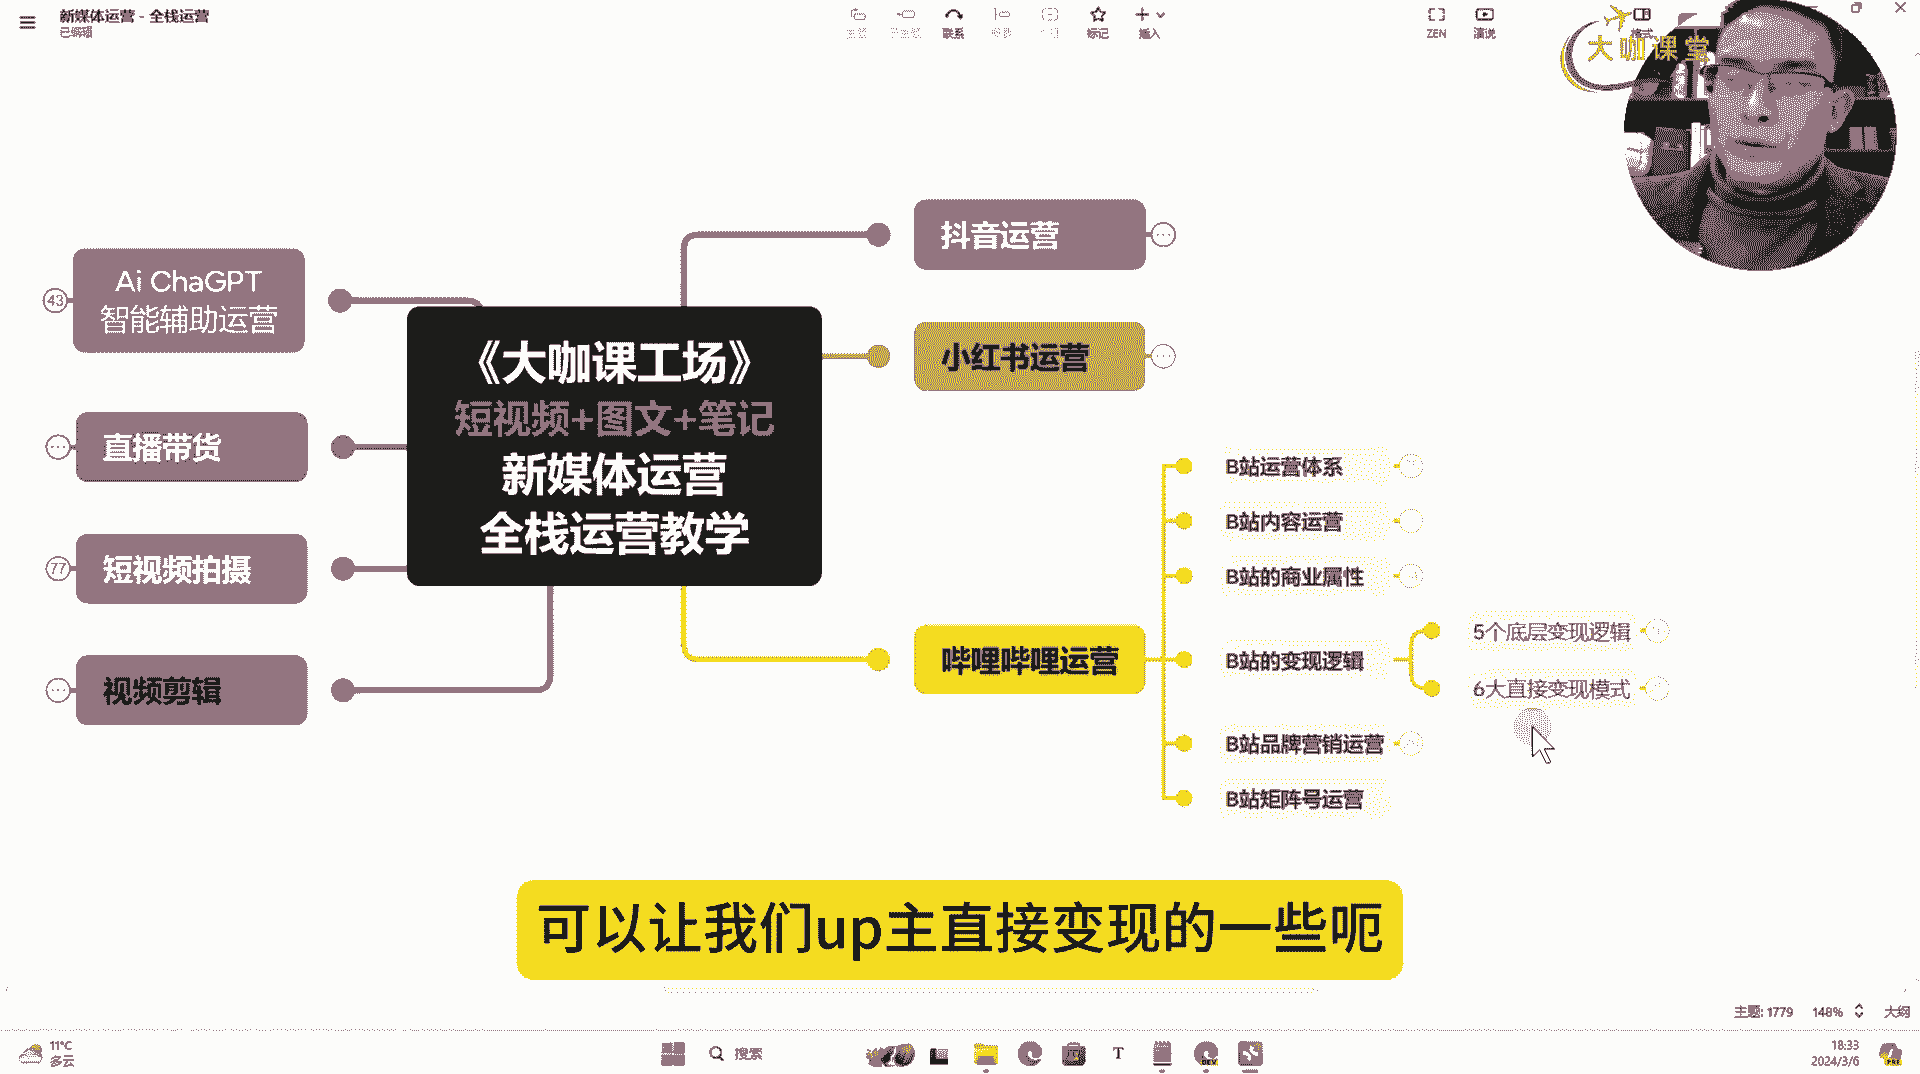 新媒体运营 - 全栈运营
已编辑
联系
标记
插入
ZEN
演说
大咖课堂
Ai ChaGPT
智能辅助运营
43
直播带货
短视频拍摄
77
视频剪辑
《大咖课工场》
短视频+图文+笔记
新媒体运营
全栈运营教学
抖音运营
小红书运营
哔哩哔哩运营
B站运营体系
B站内容运营
B站的商业属性
B站的变现逻辑
5个底层变现逻辑
6大直接变现模式
B站品牌营销运营
B站矩阵号运营
可以让我们up主直接变现的一些呃
主题: 1779
148%
大纲
11°C
多云
搜索
18:33
2024/3/6